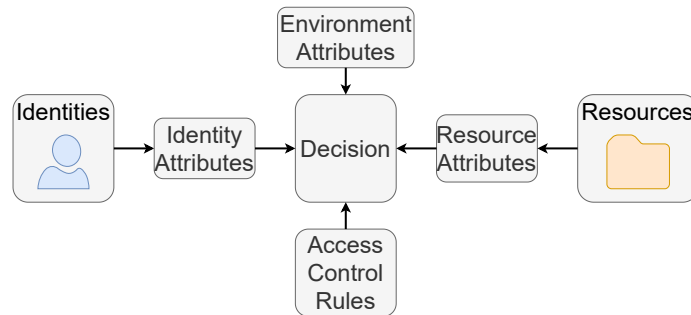 Environment
Attributes
Identities
Identity
Attributes
Decision
Resource
Attributes
Resources
Access
Control
Rules